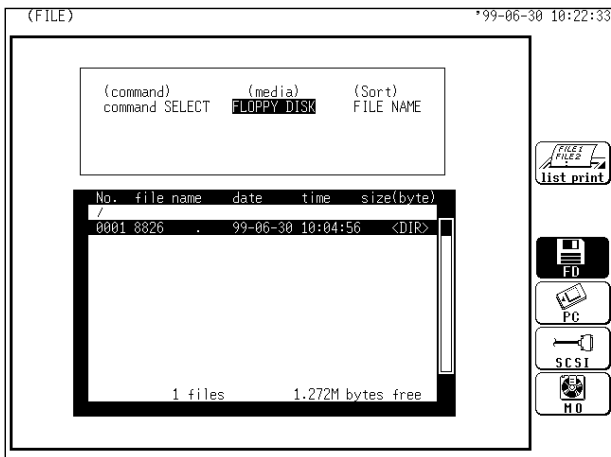 (FILE) '99-06-30 10:22:33
(command) (media) (Sort)
command SELECT FLOPPY DISK FILE NAME
FILE1
FILE2
list print
No. file name date time size(byte)
/
0001 8826 . 99-06-30 10:04:56 <DIR>
FD
PC
SCSI
MO
1 files 1.272M bytes free